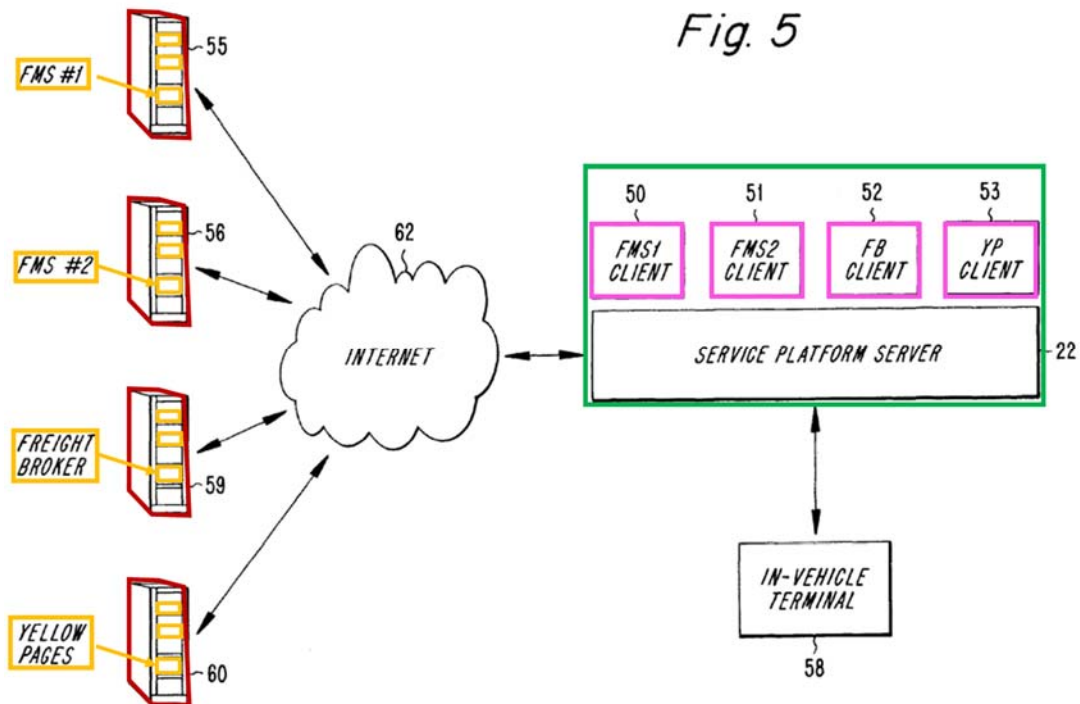 Fig. 5
55
FMS #1
56
FMS #2
62
INTERNET
FREIGHT
BROKER
59
YELLOW
PAGES
60
50
51
52
53
FMS1
CLIENT
FMS2
CLIENT
FB
CLIENT
YP
CLIENT
SERVICE PLATFORM SERVER
22
IN-VEHICLE
TERMINAL
58